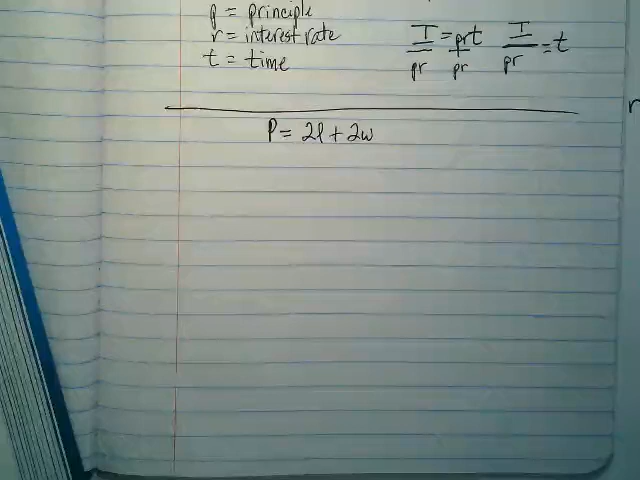 p = principle
r = interest rate
t = time
I/pr = prt/pr
I/pr = t
P = 2l + 2w
r